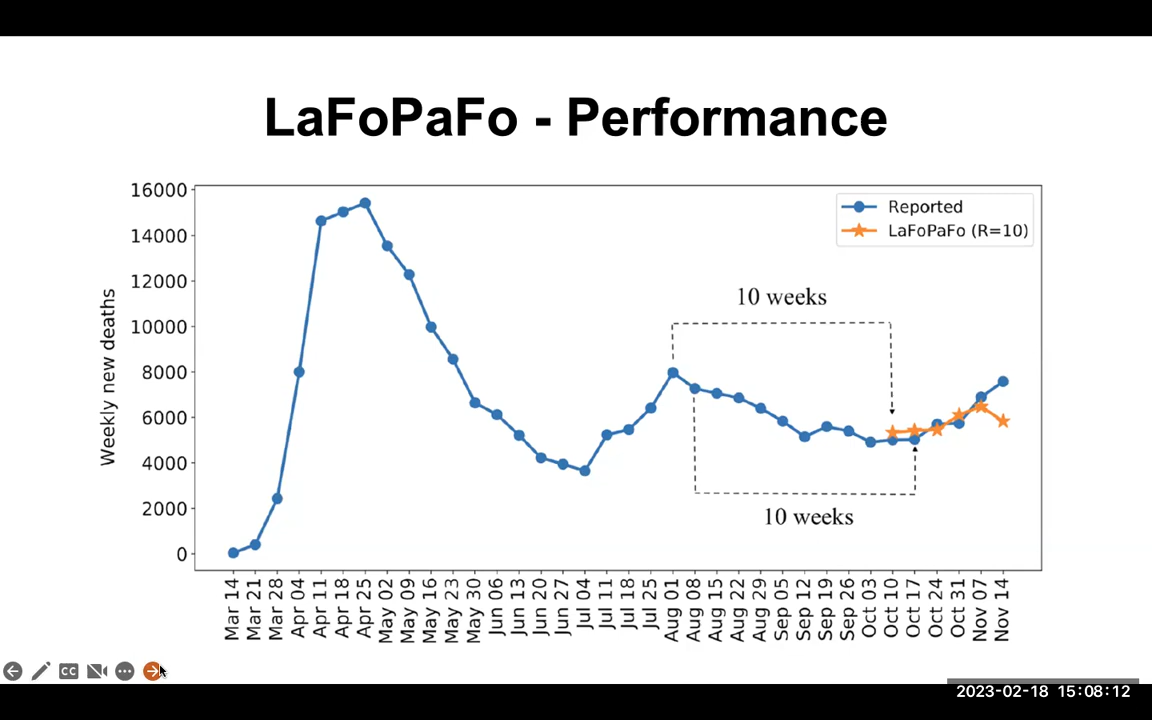 LaFoPaFo - Performance
16000
14000
12000
10000
8000
6000
4000
2000
0
Weekly new deaths
Reported
LaFoPaFo (R=10)
10 weeks
10 weeks
Mar 14
Mar 21
Mar 28
Apr 04
Apr 11
Apr 18
Apr 25
May 02
May 09
May 16
May 23
May 30
Jun 06
Jun 13
Jun 20
Jun 27
Jul 04
Jul 11
Jul 18
Jul 25
Aug 01
Aug 08
Aug 15
Aug 22
Aug 29
Sep 05
Sep 12
Sep 19
Sep 26
Oct 03
Oct 10
Oct 17
Oct 24
Oct 31
Nov 07
Nov 14
CC
2023-02-18 15:08:12